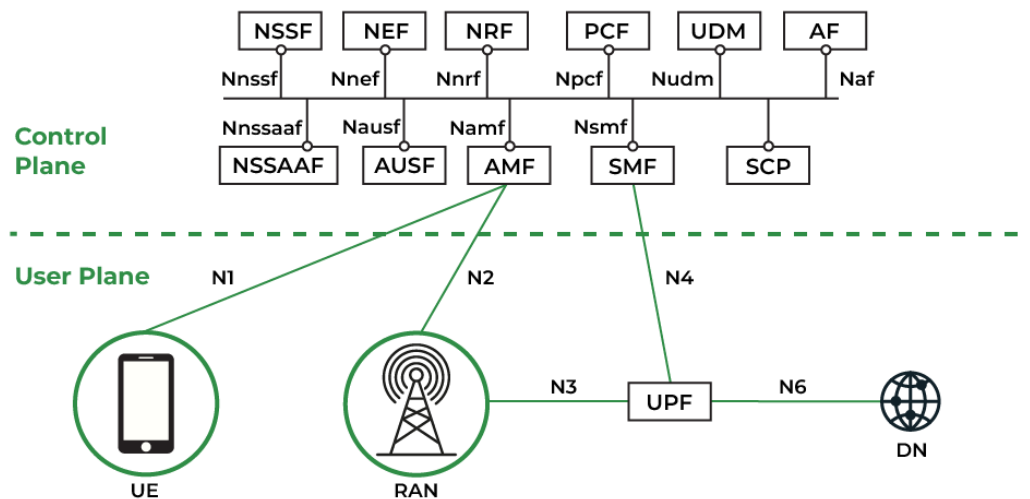 NSSF NEF NRF PCF UDM AF
Nnssf Nnef Nnrf Npcf Nudm Naf
Nnssaaf Nausf Namf Nsmf
Control
Plane
NSSAAF AUSF AMF SMF SCP
User Plane N1 N2 N4
N3 N6
UPF
DN
UE RAN